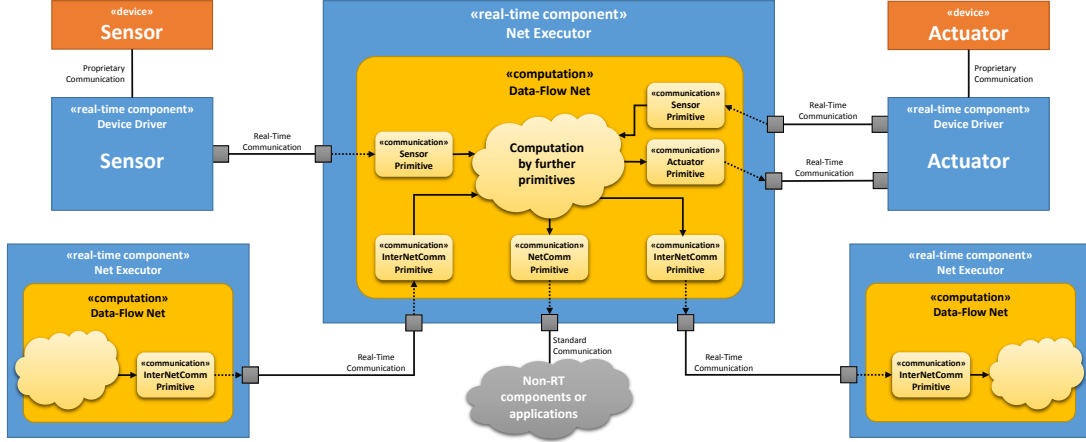 «device»
Sensor
Proprietary
Communication
«real-time component»
Device Driver
Sensor
Real-Time
Communication
«real-time component»
Net Executor
«computation»
Data-Flow Net
«communication»
Sensor
Primitive
Computation
by further
primitives
«communication»
Sensor
Primitive
«communication»
Actuator
Primitive
«communication»
InterNetComm
Primitive
«communication»
NetComm
Primitive
«communication»
InterNetComm
Primitive
«device»
Actuator
Proprietary
Communication
«real-time component»
Device Driver
Actuator
Real-Time
Communication
Real-Time
Communication
«real-time component»
Net Executor
«computation»
Data-Flow Net
«communication»
InterNetComm
Primitive
Real-Time
Communication
Standard
Communication
Non-RT
components or
applications
Real-Time
Communication
«real-time component»
Net Executor
«computation»
Data-Flow Net
«communication»
InterNetComm
Primitive